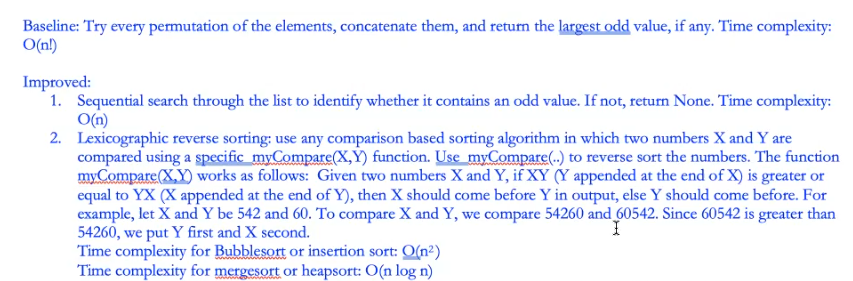 Baseline: Try every permutation of the elements, concatenate them, and return the largest odd value, if any. Time complexity:
O(n!)
Improved:
1. Sequential search through the list to identify whether it contains an odd value. If not, return None. Time complexity:
O(n)
2. Lexicographic reverse sorting: use any comparison based sorting algorithm in which two numbers X and Y are
compared using a specific myCompare(X,Y) function. Use myCompare(..) to reverse sort the numbers. The function
myCompare(X,Y) works as follows: Given two numbers X and Y, if XY (Y appended at the end of X) is greater or
equal to YX (X appended at the end of Y), then X should come before Y in output, else Y should come before. For
example, let X and Y be 542 and 60. To compare X and Y, we compare 54260 and 60542. Since 60542 is greater than
54260, we put Y first and X second.
Time complexity for Bubblesort or insertion sort: O(n²)
Time complexity for mergesort or heapsort: O(n log n)